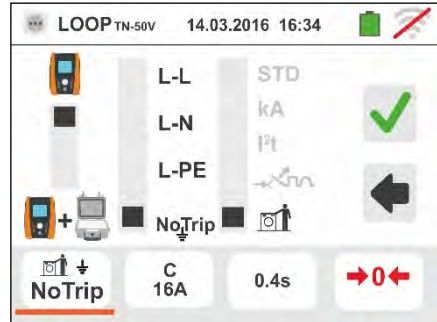 LOOP TN-50V 14.03.2016 16:34
L-L STD
L-N kA
I²t
L-PE
NoTrip
+
NoTrip
C
16A
0.4s
→0←